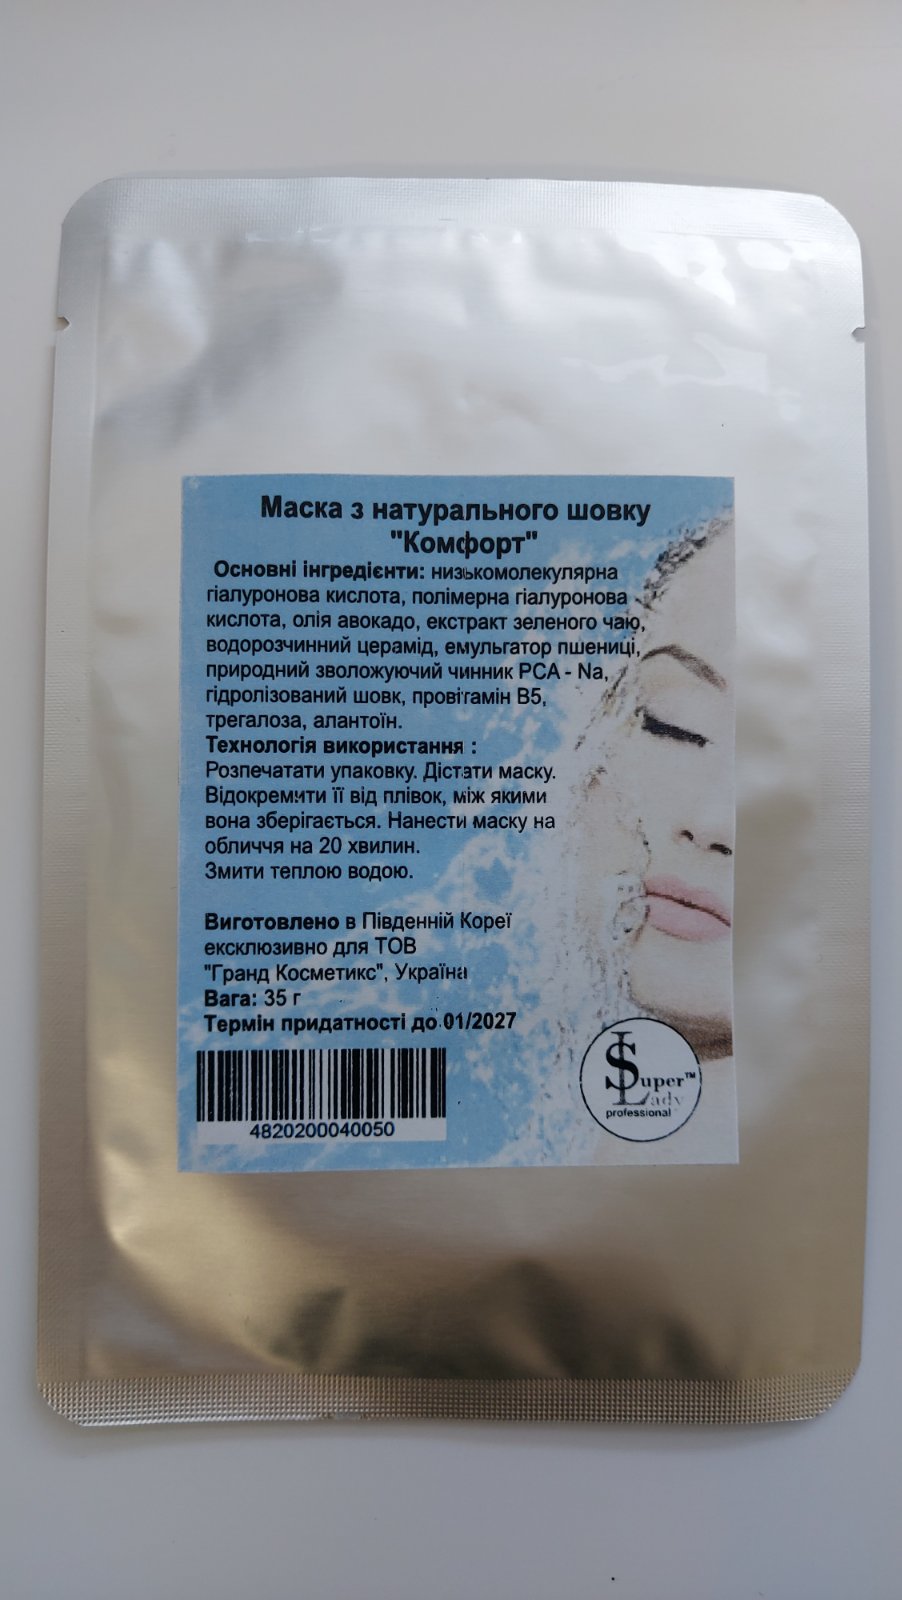 Маска з натурального шовку
"Комфорт"
Основні інгредієнти: низькомолекулярна
гіалуронова кислота, полімерна гіалуронова
кислота, олія авокадо, екстракт зеленого чаю,
водорозчинний церамід, емульгатор пшениці,
природний зволожуючий чинник PCA - Na,
гідролізований шовк, провітамін B5,
трегалоза, алантоїн.
Технологія використання :
Розпечатати упаковку. Дістати маску.
Відокремити її від плівок, між якими
вона зберігається. Нанести маску на
обличчя на 20 хвилин.
Змити теплою водою.
Виготовлено в Південній Кореї
ексклюзивно для ТОВ
"Гранд Косметикс", Україна
Вага: 35 г
Термін придатності до 01/2027
4820200040050
Super™
Lady
professional